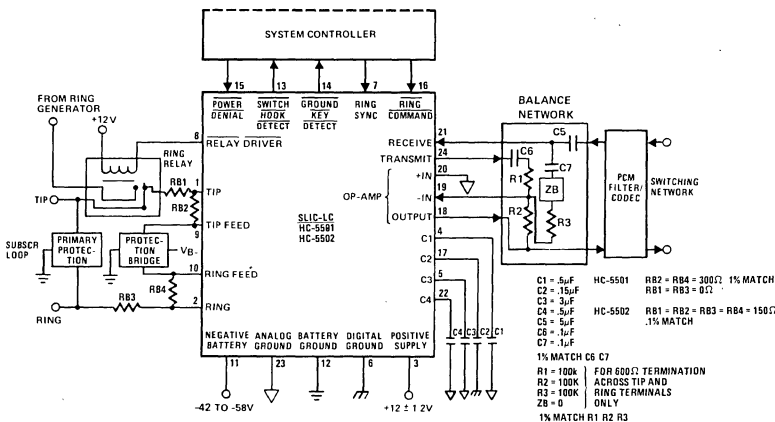 SYSTEM CONTROLLER
15 13 14 7 16
POWER DENIAL
SWITCH HOOK DETECT
GROUND KEY DETECT
RING SYNC
RING COMMAND
FROM RING GENERATOR
+12V
RING RELAY
8
RELAY DRIVER
RB1
1
TIP
RB2
TIP
TIP FEED
9
SUBSCR LOOP
PRIMARY PROTEC- TION
PROTEC- TION BRIDGE
VB-
10
RING FEED
RB4
2
RING
RB3
RING
SLIC-LC
HC-5501
HC-5502
RECEIVE
21
TRANSMIT
24
+IN
20
OP-AMP
-IN
19
OUTPUT
18
C1
4
C2
17
C3
5
C4
22
C4 C3 C2 C1
BALANCE NETWORK
C5
C6
C7
R1
ZB
R2
R3
PCM FILTER/ CODEC
SWITCHING NETWORK
NEGATIVE BATTERY
ANALOG GROUND
BATTERY GROUND
DIGITAL GROUND
POSITIVE SUPPLY
11 23 12 6 3
-42 TO -58V
+12 ± 1 2V
C1 = .5µF
C2 = .15µF
C3 = 3µF
C4 = .5µF
C5 = 5µF
C6 = .1µF
C7 = .1µF
1% MATCH C6 C7
HC-5501 RB2 = RB4 = 300Ω 1% MATCH
RB1 = RB3 = 0Ω
HC-5502 RB1 = RB2 = RB3 = RB4 = 150Ω
.1% MATCH
R1 = 100k
R2 = 100K
R3 = 100K
ZB = 0
FOR 600Ω TERMINATION
ACROSS TIP AND
RING TERMINALS
ONLY
1% MATCH R1 R2 R3